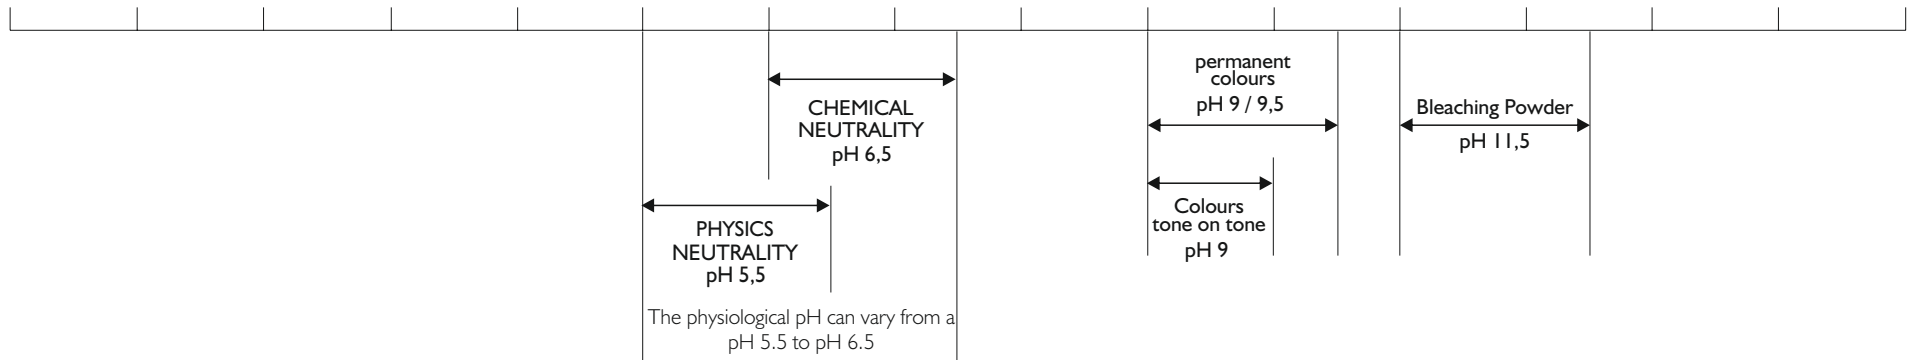 CHEMICAL
NEUTRALITY
pH 6,5
PHYSICS
NEUTRALITY
pH 5,5
The physiological pH can vary from a
pH 5.5 to pH 6.5
permanent
colours
pH 9 / 9,5
Colours
tone on tone
pH 9
Bleaching Powder
pH 11,5